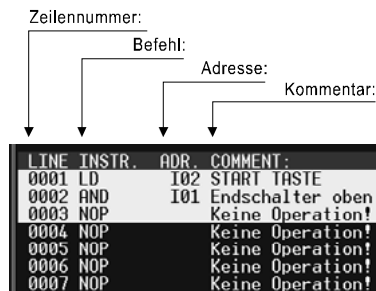 Zeilennummer:
Befehl:
Adresse:
Kommentar:
LINE INSTR. ADR. COMMENT:
0001 LD I02 START TASTE
0002 AND I01 Endschalter oben
0003 NOP Keine Operation!
0004 NOP Keine Operation!
0005 NOP Keine Operation!
0006 NOP Keine Operation!
0007 NOP Keine Operation!